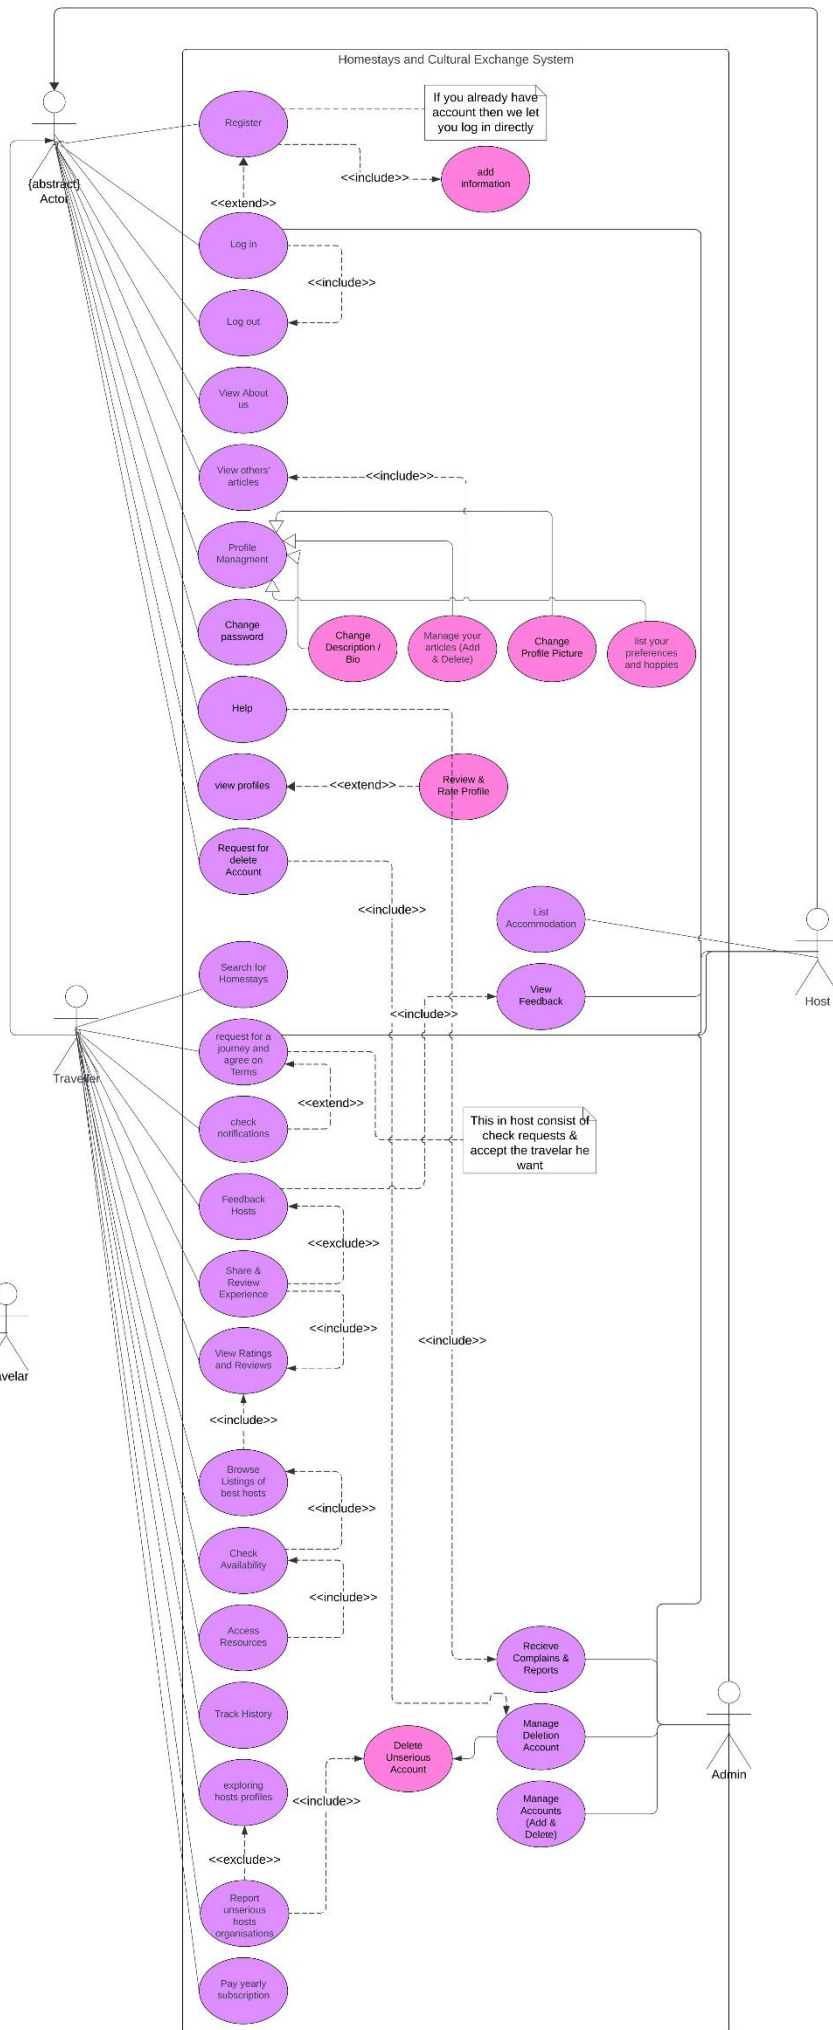 Homestays and Cultural Exchange System
If you already have
account then we let
you log in directly
Register
add
information
<<include>>
{abstract}
Actor
<<extend>>
Log in
<<include>>
Log out
View About
us
View others'
articles
<<include>>
Profile
Managment
Change
password
Change
Description /
Bio
Manage your
articles (Add
& Delete)
Change
Profile Picture
list your
preferences
and hoppies
Help
view profiles
<<extend>>
Review &
Rate Profile
Request for
delete
Account
<<include>>
List
Accommodation
Search for
Homestays
View
Feedback
Host
<<include>>
request for a
journey and
agree on
Terms
Traveller
<<extend>>
check
notifications
This in host consist of
check requests &
accept the travelar he
want
Feedback
Hosts
<<exclude>>
Share &
Review
Experience
<<include>>
<<include>>
View Ratings
and Reviews
avelar
<<include>>
Browse
Listings of
best hosts
<<include>>
Check
Availability
<<include>>
Access
Resources
Recieve
Complains &
Reports
Track History
Manage
Deletion
Account
Delete
Unserious
Account
Admin
exploring
hosts profiles
<<include>>
Manage
Accounts
(Add &
Delete)
<<exclude>>
Report
unserious
hosts
organisations
Pay yearly
subscription